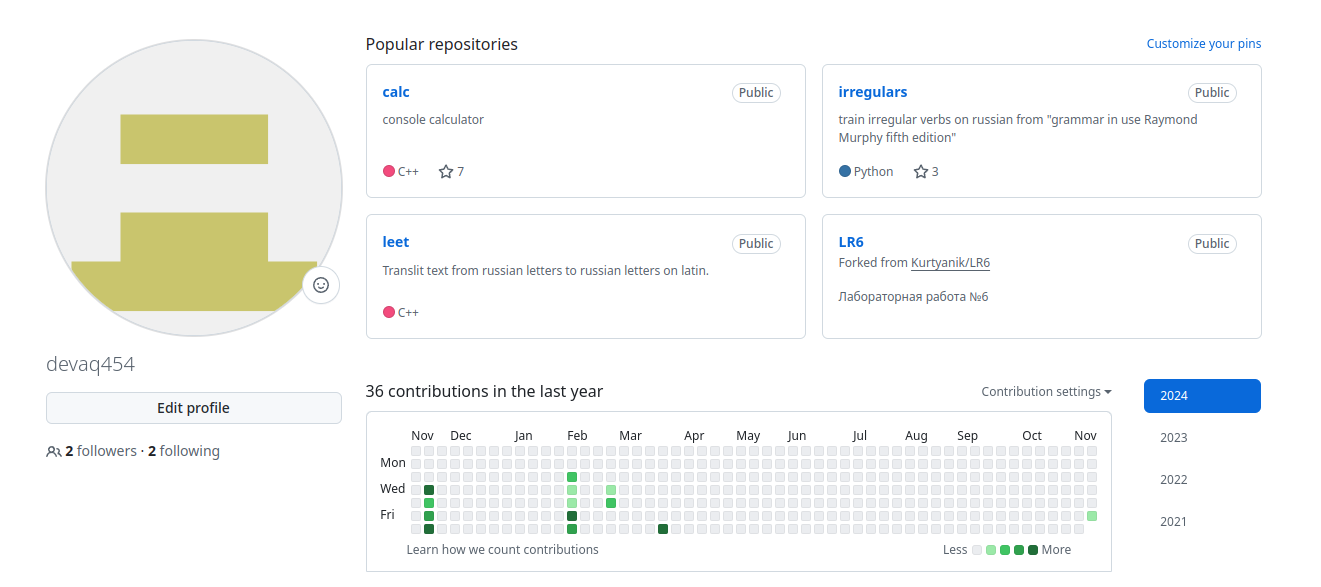 Popular repositories
Customize your pins
calc
Public
console calculator
C++
7
irregulars
Public
train irregular verbs on russian from "grammar in use Raymond
Murphy fifth edition"
Python
3
leet
Public
Translit text from russian letters to russian letters on latin.
C++
LR6
Public
Forked from Kurtyanik/LR6
Лабораторная работа №6
devaq454
Edit profile
2 followers · 2 following
36 contributions in the last year
Contribution settings
2024
2023
2022
2021
Nov Dec Jan Feb Mar Apr May Jun Jul Aug Sep Oct Nov
Mon
Wed
Fri
Learn how we count contributions
Less
More